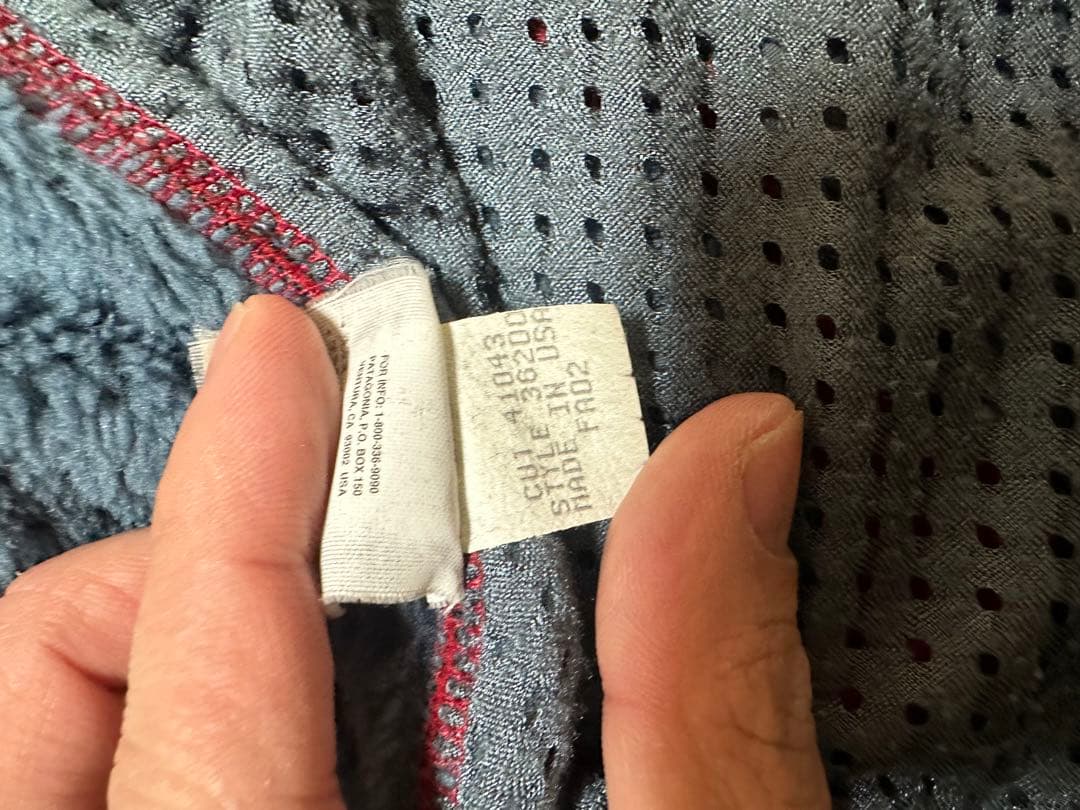 FOR INFO: 1-800-336-9090
PATAGONIA, P.O. BOX 150
VENTURA, CA 93002 USA
CUT 41043
STYLE 36200
MADE IN USA
FA02